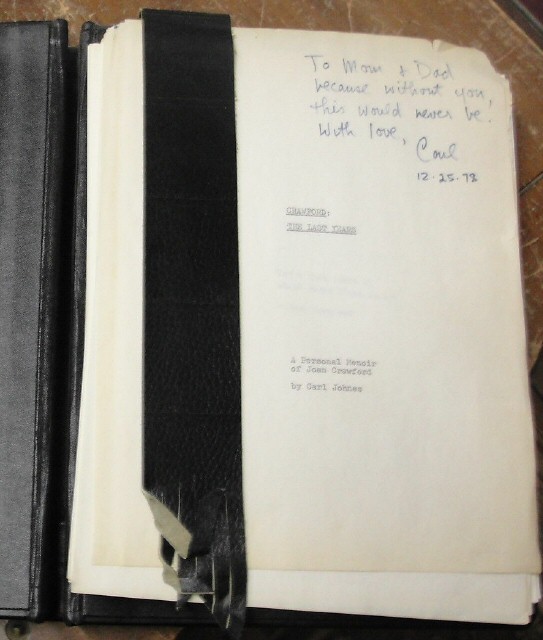 To Mom & Dad
because without you,
this would never be.
With love,
Carl
12·25·78
CRAWFORD:
THE LAST YEARS
A Personal Memoir
of Joan Crawford
by Carl Johnes